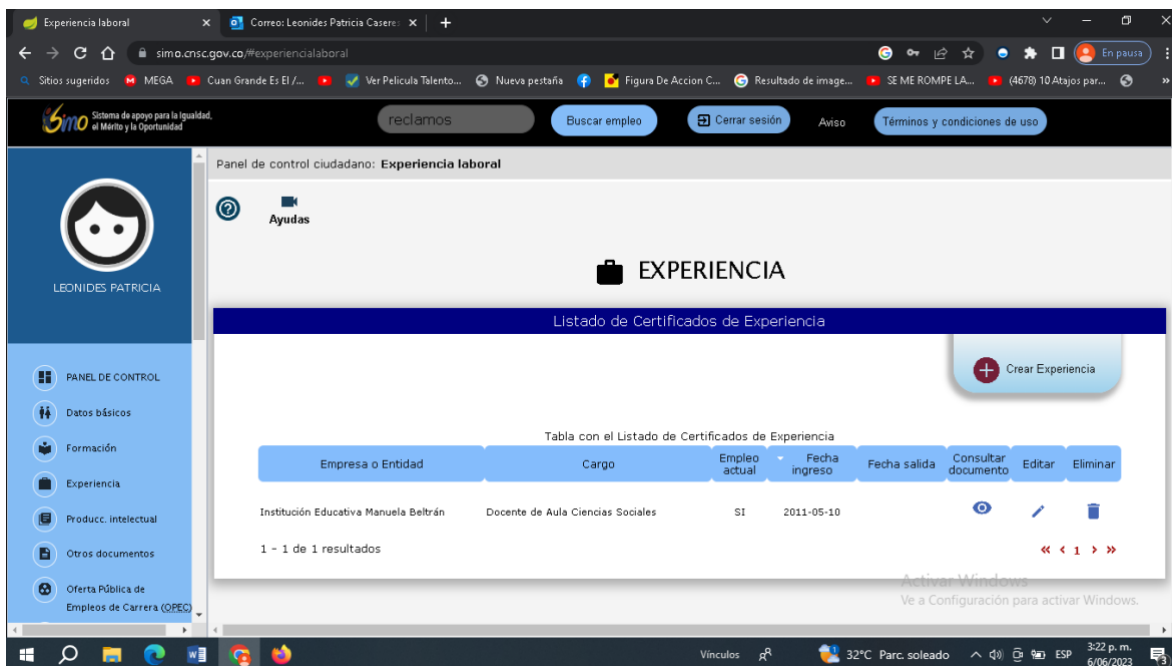 Experiencia laboral
Correo: Leonides Patricia Casere
simo.cnsc.gov.co/#experiencialaboral
En pausa
Sitios sugeridos MEGA Cuan Grande Es El /... Ver Pelicula Talento... Nueva pestaña Figura De Accion C... Resultado de image... SE ME ROMPE LA... (4678) 10 Atajos par... »
Simo Sistema de apoyo para la Igualdad,
el Mérito y la Oportunidad
reclamos
Buscar empleo
Cerrar sesión
Aviso
Términos y condiciones de uso
Panel de control ciudadano: Experiencia laboral
Ayudas
LEONIDES PATRICIA
EXPERIENCIA
Listado de Certificados de Experiencia
Crear Experiencia
PANEL DE CONTROL
Datos básicos
Formación
Experiencia
Producc. intelectual
Otros documentos
Oferta Pública de
Empleos de Carrera (OPEC)
Tabla con el Listado de Certificados de Experiencia
Empresa o Entidad
Cargo
Empleo
actual
Fecha
ingreso
Fecha salida
Consultar
documento
Editar
Eliminar
Institución Educativa Manuela Beltrán
Docente de Aula Ciencias Sociales
SI
2011-05-10
1 - 1 de 1 resultados
« < 1 > »
Activar Windows
Ve a Configuración para activar Windows.
Vínculos
32°C Parc. soleado
ESP
3:22 p. m.
6/06/2023